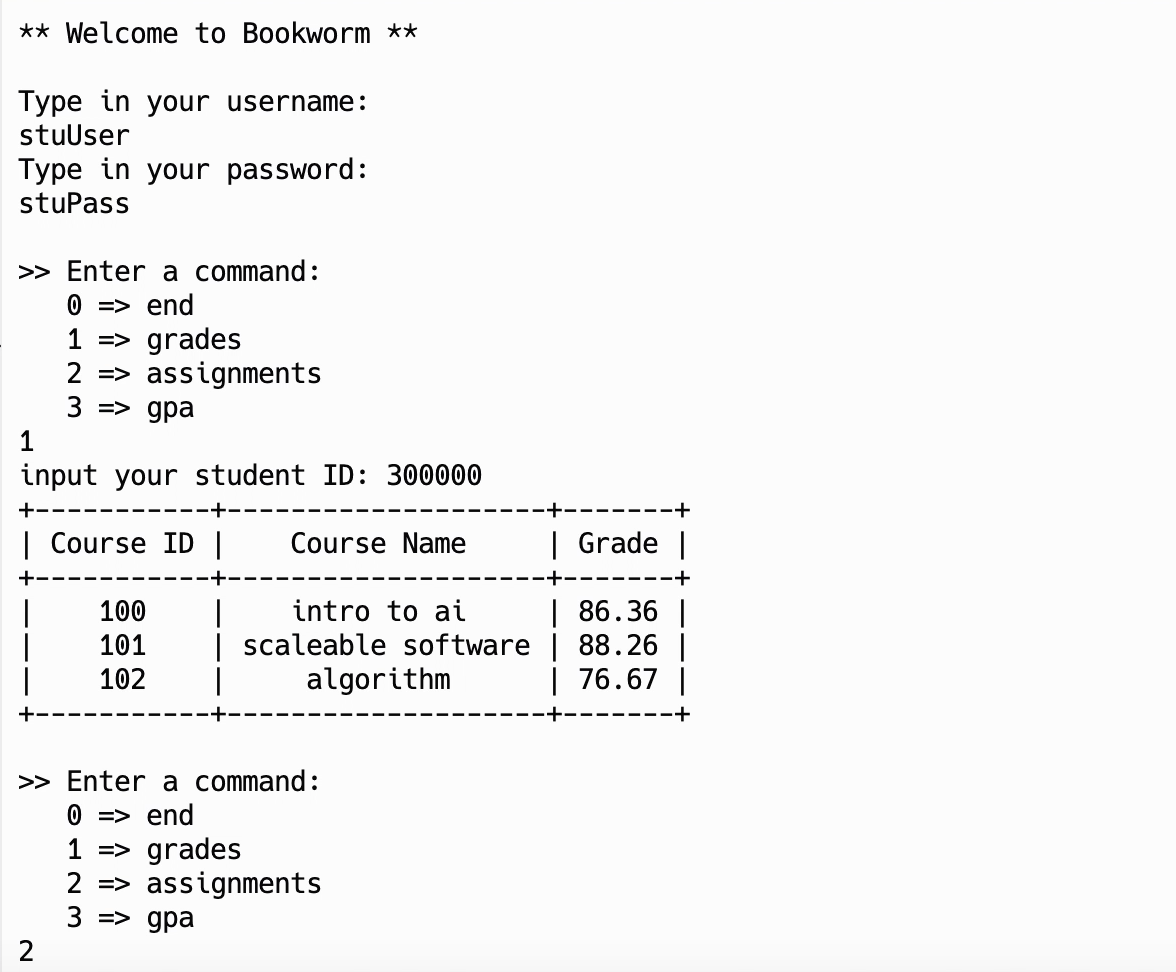 ** Welcome to Bookworm **

Type in your username:
stuUser
Type in your password:
stuPass

>> Enter a command:
   0 => end
   1 => grades
   2 => assignments
   3 => gpa
1
input your student ID: 300000
+-----------+--------------------+-------+
| Course ID |    Course Name     | Grade |
+-----------+--------------------+-------+
|    100    |    intro to ai     | 86.36 |
|    101    | scaleable software | 88.26 |
|    102    |     algorithm      | 76.67 |
+-----------+--------------------+-------+

>> Enter a command:
   0 => end
   1 => grades
   2 => assignments
   3 => gpa
2